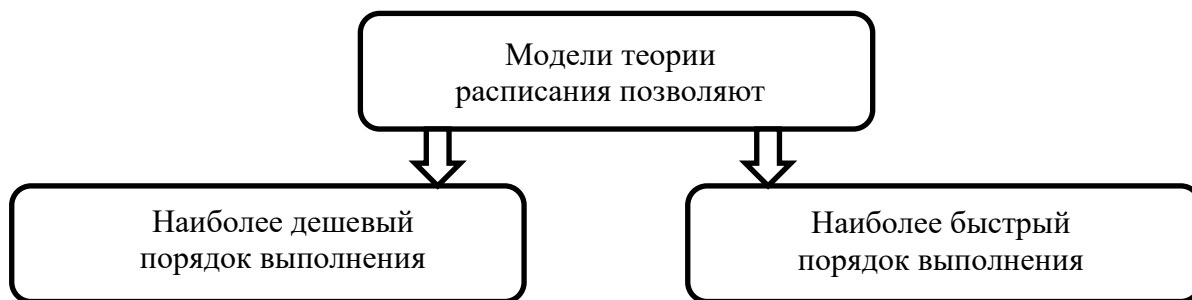 Модели теории
расписания позволяют
Наиболее дешевый
порядок выполнения
Наиболее быстрый
порядок выполнения